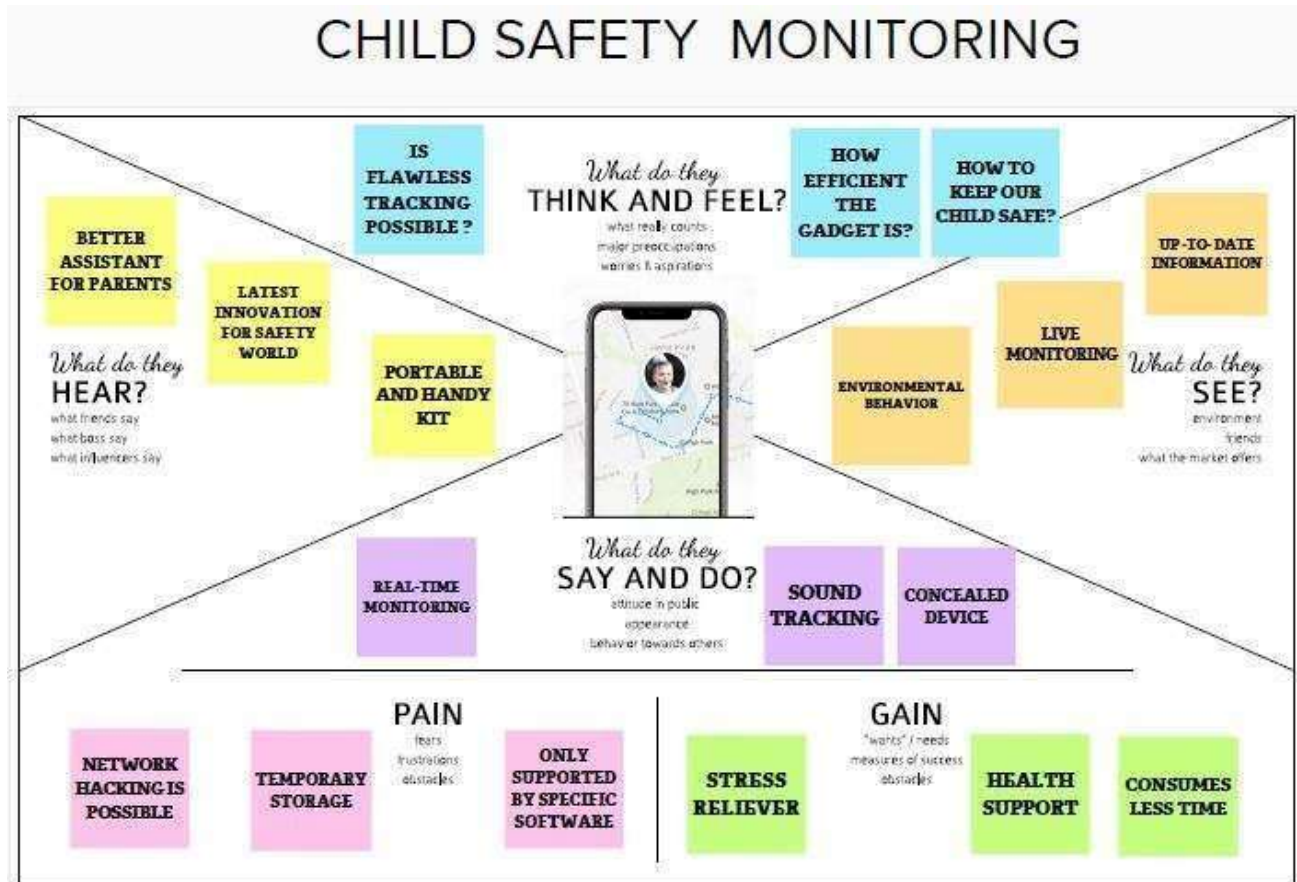 CHILD SAFETY MONITORING
IS
FLAWLESS
TRACKING
POSSIBLE ?
What do they
THINK AND FEEL?
what really counts
major preoccupations
worries & aspirations
HOW
EFFICIENT
THE
GADGET IS?
HOW TO
KEEP OUR
CHILD SAFE?
BETTER
ASSISTANT
FOR PARENTS
LATEST
INNOVATION
FOR SAFETY
WORLD
PORTABLE
AND HANDY
KIT
What do they
HEAR?
what friends say
what boss say
what influencers say
UP-TO- DATE
INFORMATION
LIVE
MONITORING
ENVIRONMENTAL
BEHAVIOR
What do they
SEE?
environment
friends
what the market offers
REAL-TIME
MONITORING
What do they
SAY AND DO?
attitude in public
appearance
behavior towards others
SOUND
TRACKING
CONCEALED
DEVICE
PAIN
fears
frustrations
obstacles
NETWORK
HACKING IS
POSSIBLE
TEMPORARY
STORAGE
ONLY
SUPPORTED
BY SPECIFIC
SOFTWARE
GAIN
"wants" / needs
measures of success
obstacles
STRESS
RELIEVER
HEALTH
SUPPORT
CONSUMES
LESS TIME